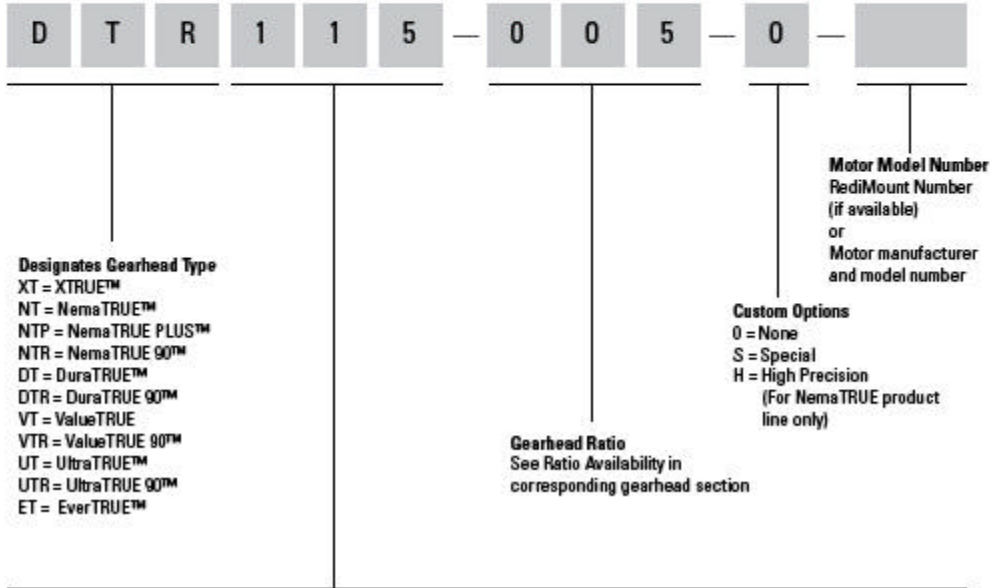 D T R 1 1 5 — 0 0 5 — 0 —
Motor Model Number
RediMount Number
(if available)
or
Motor manufacturer
and model number
Designates Gearhead Type
XT = XTRUE™
NT = NemaTRUE™
NTP = NemaTRUE PLUS™
NTR = NemaTRUE 90™
DT = DuraTRUE™
DTR = DuraTRUE 90™
VT = ValueTRUE
VTR = ValueTRUE 90™
UT = UltraTRUE™
UTR = UltraTRUE 90™
ET = EverTRUE™
Custom Options
0 = None
S = Special
H = High Precision
(For NemaTRUE product
line only)
Gearhead Ratio
See Ratio Availability in
corresponding gearhead section